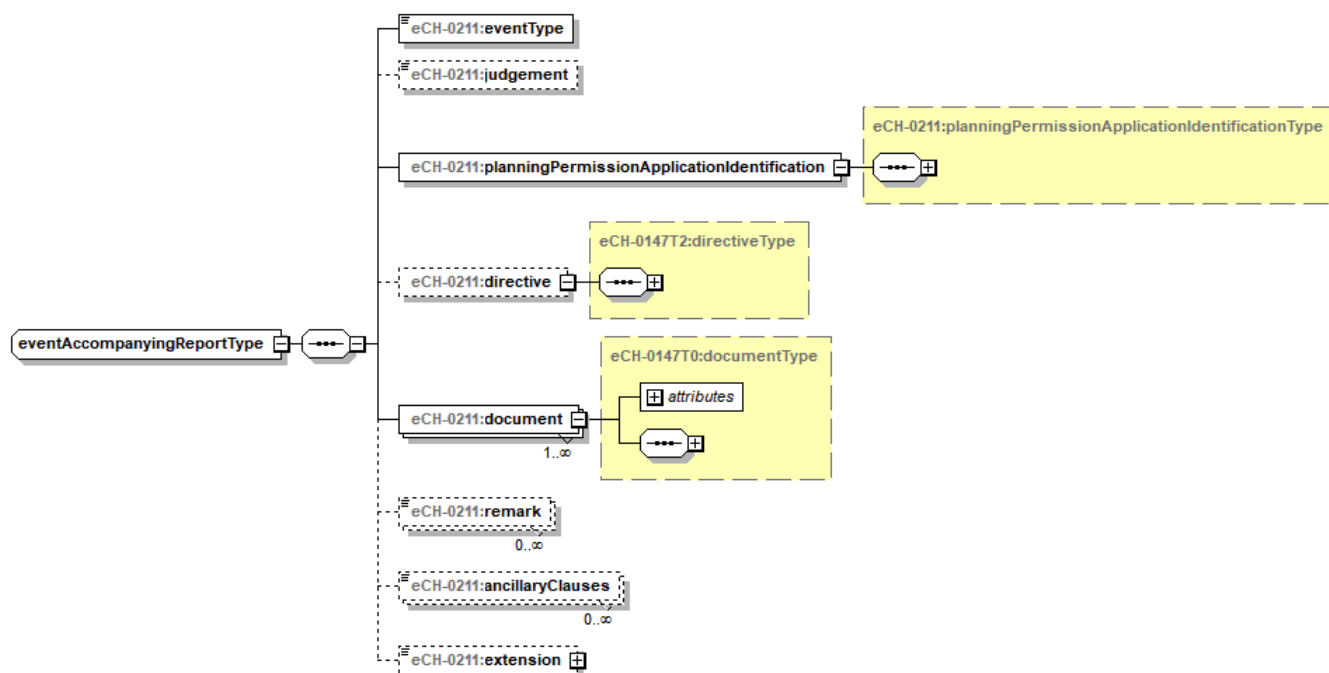 eCH-0211:eventType
eCH-0211:judgement
eCH-0211:planningPermissionApplicationIdentificationType
eCH-0211:planningPermissionApplicationIdentification
eCH-0147T2:directiveType
eCH-0211:directive
eventAccompanyingReportType
eCH-0147T0:documentType
attributes
eCH-0211:document
1..∞
eCH-0211:remark
0..∞
eCH-0211:ancillaryClauses
0..∞
eCH-0211:extension